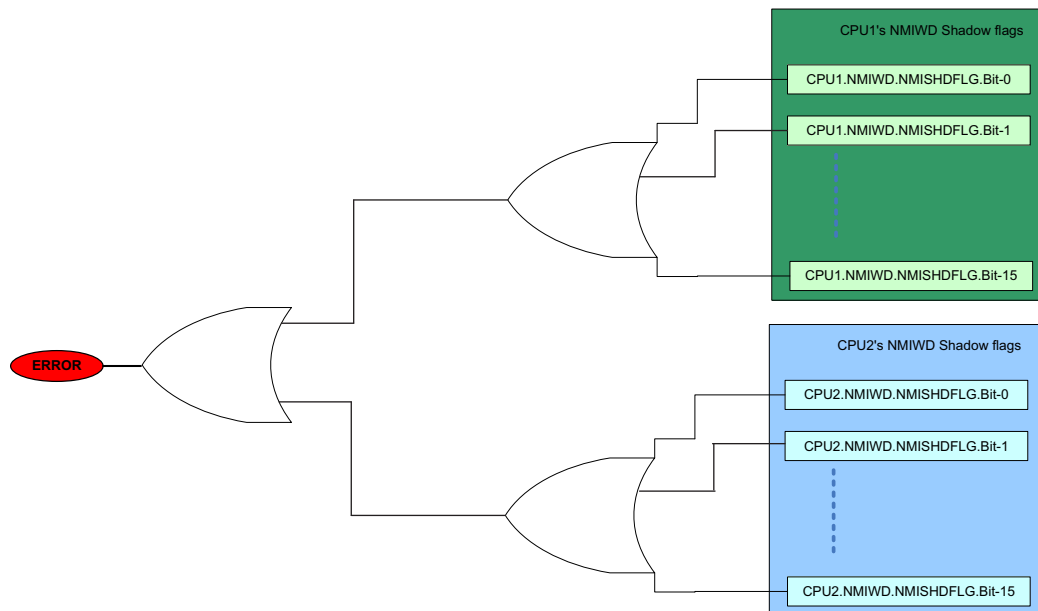 CPU1's NMIWD Shadow flags
CPU1.NMIWD.NMISHDFLG.Bit-0
CPU1.NMIWD.NMISHDFLG.Bit-1
CPU1.NMIWD.NMISHDFLG.Bit-15
ERROR
CPU2's NMIWD Shadow flags
CPU2.NMIWD.NMISHDFLG.Bit-0
CPU2.NMIWD.NMISHDFLG.Bit-1
CPU2.NMIWD.NMISHDFLG.Bit-15